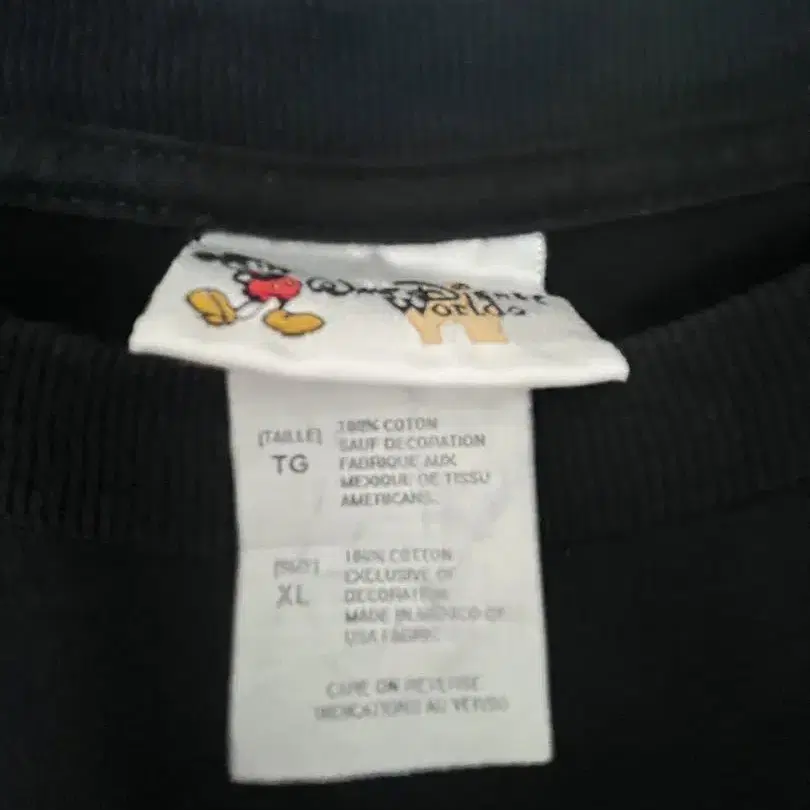 Walt Disney
World
[TAILLE]
TG
100% COTON
SAUF DECORATION
FABRIQUE AUX
MEXIQUE DE TISSU
AMERICANS.
[SIZE]
XL
100% COTTON
EXCLUSIVE OF
DECORATION
MADE IN MEXICO OF
USA FABRIC
CARE ON REVERSE
INDICATIONS AU VERSO